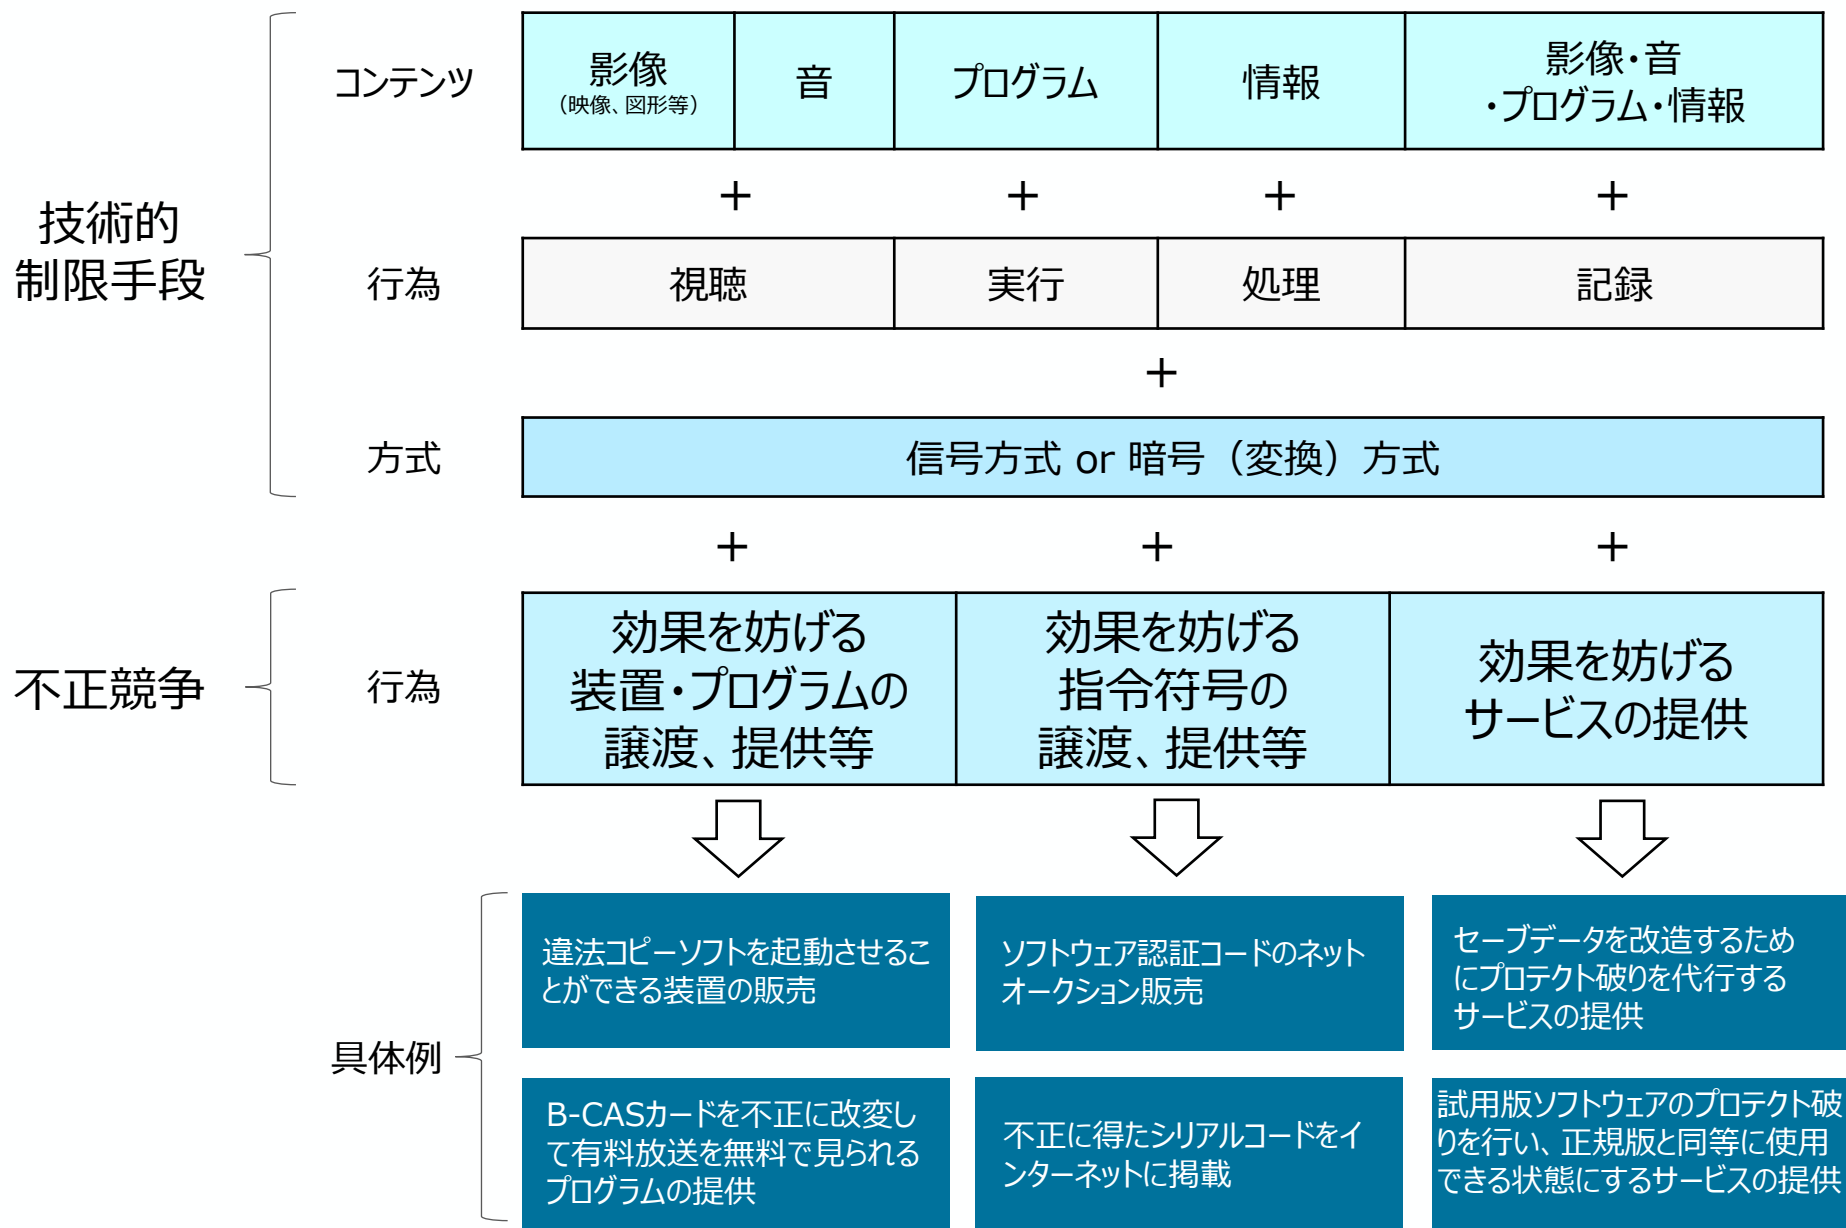 技術的
制限手段
コンテンツ
影像
（映像、図形等）
音
プログラム
情報
影像・音
・プログラム・情報
＋
＋
＋
＋
行為
視聴
実行
処理
記録
＋
方式
信号方式 or 暗号（変換）方式
＋
＋
＋
不正競争
行為
効果を妨げる
装置・プログラムの
譲渡、提供等
効果を妨げる
指令符号の
譲渡、提供等
効果を妨げる
サービスの提供
具体例
違法コピーソフトを起動させるこ
とができる装置の販売
ソフトウェア認証コードのネット
オークション販売
セーブデータを改造するため
にプロテクト破りを代行する
サービスの提供
B-CASカードを不正に改変し
て有料放送を無料で見られる
プログラムの提供
不正に得たシリアルコードをイ
ンターネットに掲載
試用版ソフトウェアのプロテクト破
りを行い、正規版と同等に使用
できる状態にするサービスの提供